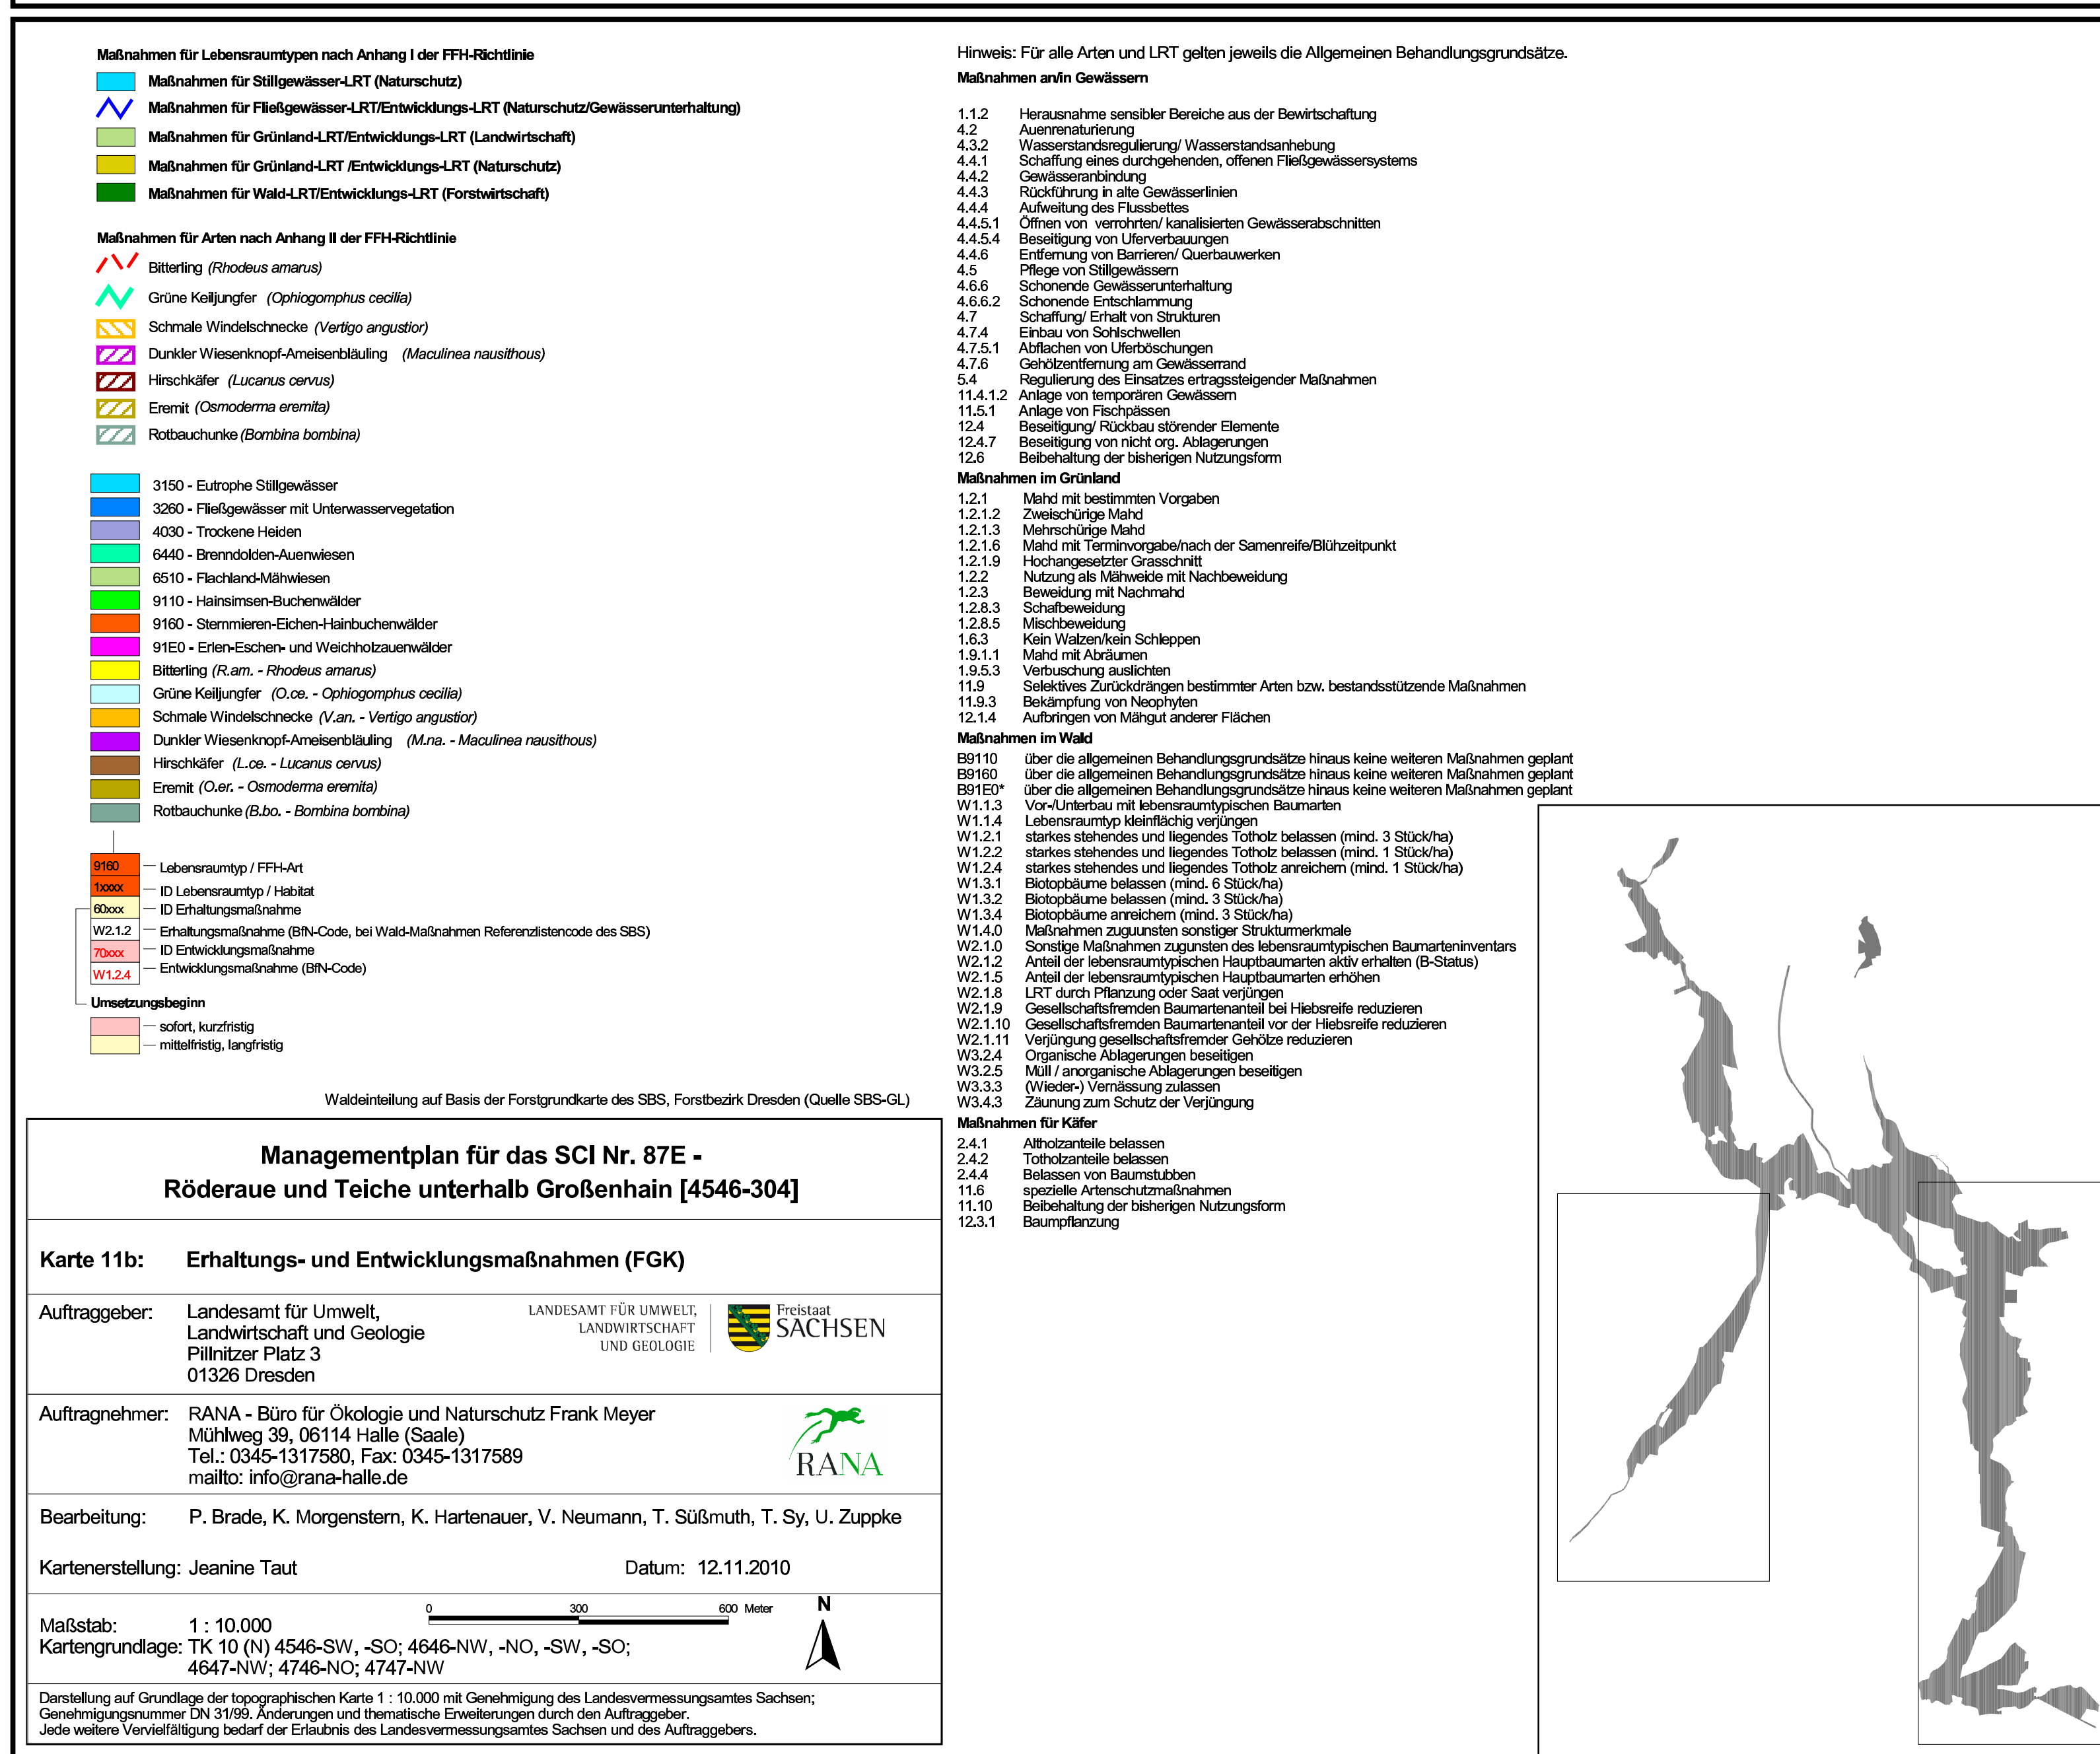 Maßnahmen für Lebensraumtypen nach Anhang I der FFH-Richtlinie
Maßnahmen für Stillgewässer-LRT (Naturschutz)
Maßnahmen für Fließgewässer-LRT/Entwicklungs-LRT (Naturschutz/Gewässerunterhaltung)
Maßnahmen für Grünland-LRT/Entwicklungs-LRT (Landwirtschaft)
Maßnahmen für Grünland-LRT /Entwicklungs-LRT (Naturschutz)
Maßnahmen für Wald-LRT/Entwicklungs-LRT (Forstwirtschaft)
Maßnahmen für Arten nach Anhang II der FFH-Richtlinie
Bitterling (Rhodeus amarus)
Grüne Keiljungfer (Ophiogomphus cecilia)
Schmale Windelschnecke (Vertigo angustior)
Dunkler Wiesenknopf-Ameisenbläuling (Maculinea nausithous)
Hirschkäfer (Lucanus cervus)
Eremit (Osmoderma eremita)
Rotbauchunke (Bombina bombina)
3150 - Eutrophe Stillgewässer
3260 - Fließgewässer mit Unterwasservegetation
4030 - Trockene Heiden
6440 - Brenndolden-Auenwiesen
6510 - Flachland-Mähwiesen
9110 - Hainsimsen-Buchenwälder
9160 - Sternmieren-Eichen-Hainbuchenwälder
91E0 - Erlen-Eschen- und Weichholzauenwälder
Bitterling (R.am. - Rhodeus amarus)
Grüne Keiljungfer (O.ce. - Ophiogomphus cecilia)
Schmale Windelschnecke (V.an. - Vertigo angustior)
Dunkler Wiesenknopf-Ameisenbläuling (M.na. - Maculinea nausithous)
Hirschkäfer (L.ce. - Lucanus cervus)
Eremit (O.er. - Osmoderma eremita)
Rotbauchunke (B.bo. - Bombina bombina)
9160 Lebensraumtyp / FFH-Art
1xxxx ID Lebensraumtyp / Habitat
60xxx ID Erhaltungsmaßnahme
W2.1.2 Erhaltungsmaßnahme (BfN-Code, bei Wald-Maßnahmen Referenzlistencode des SBS)
70xxx ID Entwicklungsmaßnahme
W1.2.4 Entwicklungsmaßnahme (BfN-Code)
Umsetzungsbeginn
sofort, kurzfristig
mittelfristig, langfristig
Waldeinteilung auf Basis der Forstgrundkarte des SBS, Forstbezirk Dresden (Quelle SBS-GL)
Managementplan für das SCI Nr. 87E -
Röderaue und Teiche unterhalb Großenhain [4546-304]
Karte 11b: Erhaltungs- und Entwicklungsmaßnahmen (FGK)
Auftraggeber: Landesamt für Umwelt,
Landwirtschaft und Geologie
Pillnitzer Platz 3
01326 Dresden
LANDESAMT FÜR UMWELT,
LANDWIRTSCHAFT
UND GEOLOGIE
Freistaat
SACHSEN
Auftragnehmer: RANA - Büro für Ökologie und Naturschutz Frank Meyer
Mühlweg 39, 06114 Halle (Saale)
Tel.: 0345-1317580, Fax: 0345-1317589
mailto: info@rana-halle.de
RANA
Bearbeitung: P. Brade, K. Morgenstern, K. Hartenauer, V. Neumann, T. Süßmuth, T. Sy, U. Zuppke
Kartenerstellung: Jeanine Taut Datum: 12.11.2010
0 300 600 Meter N
Maßstab: 1 : 10.000
Kartengrundlage: TK 10 (N) 4546-SW, -SO; 4646-NW, -NO, -SW, -SO;
4647-NW; 4746-NO; 4747-NW
Darstellung auf Grundlage der topographischen Karte 1 : 10.000 mit Genehmigung des Landesvermessungsamtes Sachsen;
Genehmigungsnummer DN 31/99. Änderungen und thematische Erweiterungen durch den Auftraggeber.
Jede weitere Vervielfältigung bedarf der Erlaubnis des Landesvermessungsamtes Sachsen und des Auftraggebers.
Hinweis: Für alle Arten und LRT gelten jeweils die Allgemeinen Behandlungsgrundsätze.
Maßnahmen an/in Gewässern
1.1.2 Herausnahme sensibler Bereiche aus der Bewirtschaftung
4.2 Auenrenaturierung
4.3.2 Wasserstandsregulierung/ Wasserstandsanhebung
4.4.1 Schaffung eines durchgehenden, offenen Fließgewässersystems
4.4.2 Gewässeranbindung
4.4.3 Rückführung in alte Gewässerlinien
4.4.4 Aufweitung des Flussbettes
4.4.5.1 Öffnen von verrohrten/ kanalisierten Gewässerabschnitten
4.4.5.4 Beseitigung von Uferverbauungen
4.4.6 Entfernung von Barrieren/ Querbauwerken
4.5 Pflege von Stillgewässern
4.6.6 Schonende Gewässerunterhaltung
4.6.6.2 Schonende Entschlammung
4.7 Schaffung/ Erhalt von Strukturen
4.7.4 Einbau von Sohlschwellen
4.7.5.1 Abflachen von Uferböschungen
4.7.6 Gehölzentfernung am Gewässerrand
5.4 Regulierung des Einsatzes ertragssteigender Maßnahmen
11.4.1.2 Anlage von temporären Gewässern
11.5.1 Anlage von Fischpässen
12.4 Beseitigung/ Rückbau störender Elemente
12.4.7 Beseitigung von nicht org. Ablagerungen
12.6 Beibehaltung der bisherigen Nutzungsform
Maßnahmen im Grünland
1.2.1 Mahd mit bestimmten Vorgaben
1.2.1.2 Zweischürige Mahd
1.2.1.3 Mehrschürige Mahd
1.2.1.6 Mahd mit Terminvorgabe/nach der Samenreife/Blühzeitpunkt
1.2.1.9 Hochangesetzter Grasschnitt
1.2.2 Nutzung als Mähweide mit Nachbeweidung
1.2.3 Beweidung mit Nachmahd
1.2.8.3 Schafbeweidung
1.2.8.5 Mischbeweidung
1.6.3 Kein Walzen/kein Schleppen
1.9.1.1 Mahd mit Abräumen
1.9.5.3 Verbuschung auslichten
11.9 Selektives Zurückdrängen bestimmter Arten bzw. bestandsstützende Maßnahmen
11.9.3 Bekämpfung von Neophyten
12.1.4 Aufbringen von Mähgut anderer Flächen
Maßnahmen im Wald
B9110 über die allgemeinen Behandlungsgrundsätze hinaus keine weiteren Maßnahmen geplant
B9160 über die allgemeinen Behandlungsgrundsätze hinaus keine weiteren Maßnahmen geplant
B91E0* über die allgemeinen Behandlungsgrundsätze hinaus keine weiteren Maßnahmen geplant
W1.1.3 Vor-/Unterbau mit lebensraumtypischen Baumarten
W1.1.4 Lebensraumtyp kleinflächig verjüngen
W1.2.1 starkes stehendes und liegendes Totholz belassen (mind. 3 Stück/ha)
W1.2.2 starkes stehendes und liegendes Totholz belassen (mind. 1 Stück/ha)
W1.2.4 starkes stehendes und liegendes Totholz anreichern (mind. 1 Stück/ha)
W1.3.1 Biotopbäume belassen (mind. 6 Stück/ha)
W1.3.2 Biotopbäume belassen (mind. 3 Stück/ha)
W1.3.4 Biotopbäume anreichern (mind. 3 Stück/ha)
W1.4.0 Maßnahmen zuguunsten sonstiger Strukturmerkmale
W2.1.0 Sonstige Maßnahmen zugunsten des lebensraumtypischen Baumarteninventars
W2.1.2 Anteil der lebensraumtypischen Hauptbaumarten aktiv erhalten (B-Status)
W2.1.5 Anteil der lebensraumtypischen Hauptbaumarten erhöhen
W2.1.8 LRT durch Pflanzung oder Saat verjüngen
W2.1.9 Gesellschaftsfremden Baumartenanteil bei Hiebsreife reduzieren
W2.1.10 Gesellschaftsfremden Baumartenanteil vor der Hiebsreife reduzieren
W2.1.11 Verjüngung gesellschaftsfremder Gehölze reduzieren
W3.2.4 Organische Ablagerungen beseitigen
W3.2.5 Müll / anorganische Ablagerungen beseitigen
W3.3.3 (Wieder-) Vernässung zulassen
W3.4.3 Zäunung zum Schutz der Verjüngung
Maßnahmen für Käfer
2.4.1 Altholzanteile belassen
2.4.2 Totholzanteile belassen
2.4.4 Belassen von Baumstubben
11.6 spezielle Artenschutzmaßnahmen
11.10 Beibehaltung der bisherigen Nutzungsform
12.3.1 Baumpflanzung